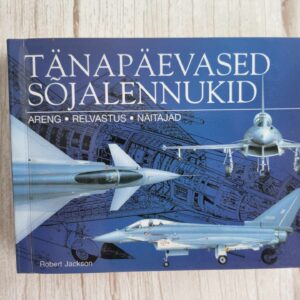 TÄNAPÄEVASED
SÕJALENNUKID
ARENG • RELVASTUS • NÄITAJAD
Robert Jackson